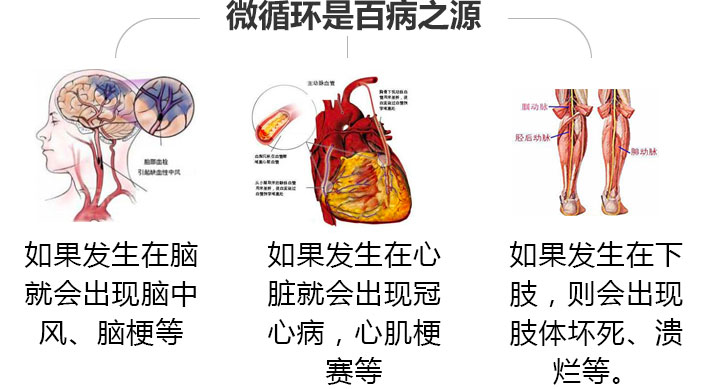 微循环是百病之源
脑部血栓
引起缺血性中风
主动脉血管
腘动脉
胫后动脉
腓动脉
如果发生在脑
就会出现脑中
风、脑梗等
如果发生在心
脏就会出现冠
心病，心肌梗
赛等
如果发生在下
肢，则会出现
肢体坏死、溃
烂等。